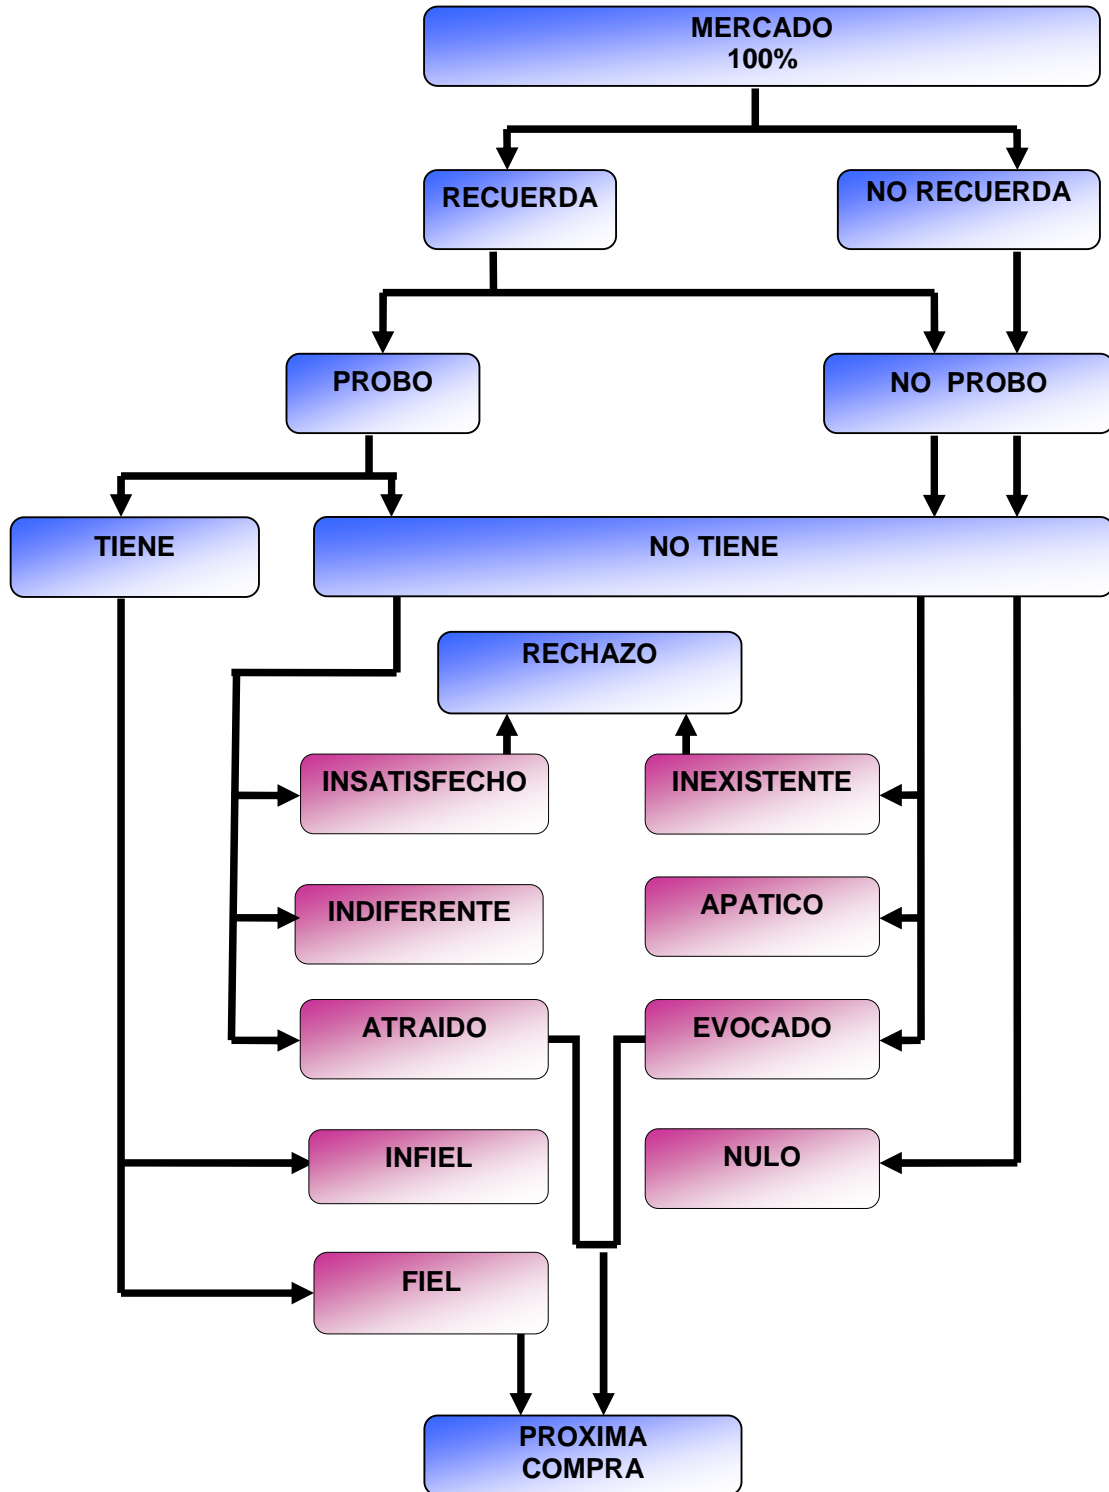 MERCADO
100%
RECUERDA
NO RECUERDA
PROBO
NO PROBO
TIENE
NO TIENE
RECHAZO
INSATISFECHO
INEXISTENTE
INDIFERENTE
APATICO
ATRAIDO
EVOCADO
INFIEL
NULO
FIEL
PROXIMA
COMPRA